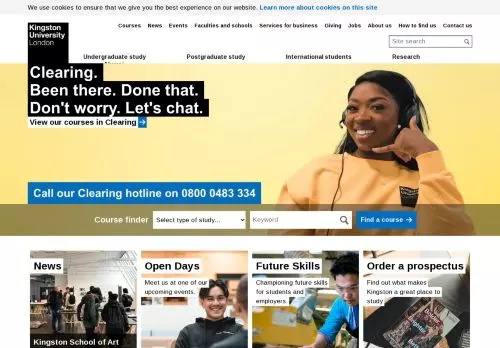 We use cookies to ensure that we give you the best experience on our website. Learn more about cookies on this site
Kingston
University
London
Courses News Events Faculties and schools Services for business Giving Jobs About us How to find us Contact us
Site search
Undergraduate study Postgraduate study International students Research
Alumni
Clearing.
Been there. Done that.
Don't worry. Let's chat.
View our courses in Clearing
Call our Clearing hotline on 0800 0483 334
Course finder Select type of study... Keyword Find a course
News
Kingston School of Art
Open Days
Meet us at one of our
upcoming events.
Future Skills
Championing future skills
for students and
employers.
Order a prospectus
Find out what makes
Kingston a great place to
study